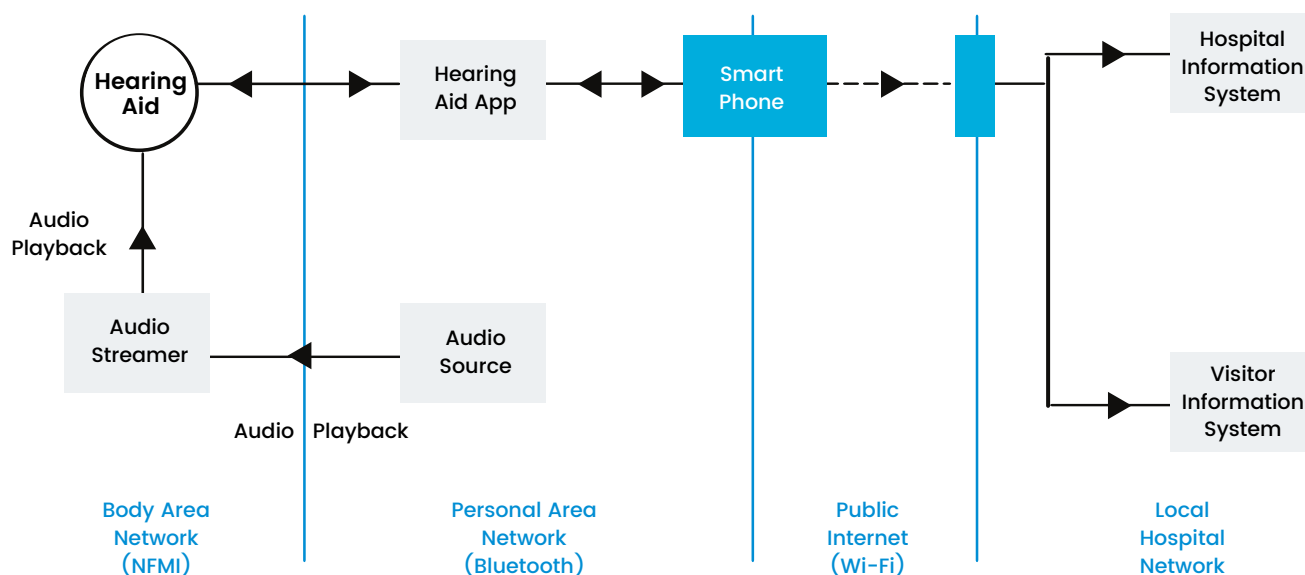 Hearing
Aid
Hearing
Aid App
Smart
Phone
Hospital
Information
System
Audio
Playback
Audio
Streamer
Audio
Source
Visitor
Information
System
Audio Playback
Body Area
Network
(NFMI)
Personal Area
Network
(Bluetooth)
Public
Internet
(Wi-Fi)
Local
Hospital
Network